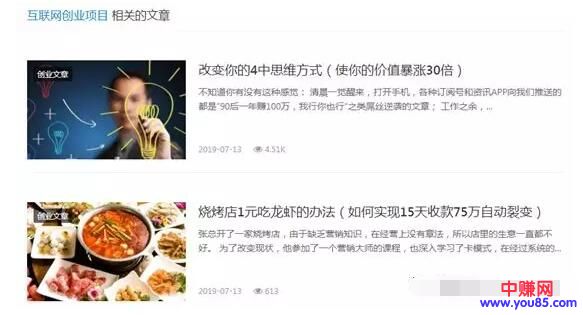 互联网创业项目 相关的文章
创业文章
改变你的4中思维方式（使你的价值暴涨30倍）
不知道你有没有这种感觉： 清晨一觉醒来，打开手机，各种订阅号和资讯APP向我们推送的
都是“90后一年赚100万，我行你也行”之类屌丝逆袭的文章； 工作之余，...
2019-07-13 4.51K
创业文章
烧烤店1元吃龙虾的办法（如何实现15天收款75万自动裂变）
张总开了一家烧烤店，由于缺乏营销知识，在经营上没有章法，所以店里的生意一直都不
好。 为了改变现状，他参加了一个营销大师的课程，也深入学习了卡模式，在经过系统的...
2019-07-13 613
中赚网
www.you85.com